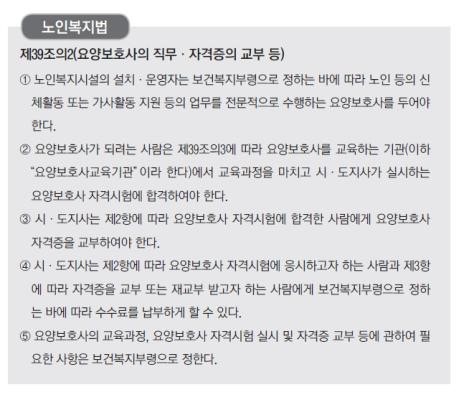 노인복지법
제39조의2(요양보호사의 직무 · 자격증의 교부 등)
① 노인복지시설의 설치 · 운영자는 보건복지부령으로 정하는 바에 따라 노인 등의 신
체활동 또는 가사활동 지원 등의 업무를 전문적으로 수행하는 요양보호사를 두어야
한다.
② 요양보호사가 되려는 사람은 제39조의3에 따라 요양보호사를 교육하는 기관(이하
“요양보호사교육기관” 이라 한다)에서 교육과정을 마치고 시 · 도지사가 실시하는
요양보호사 자격시험에 합격하여야 한다.
③ 시 · 도지사는 제2항에 따라 요양보호사 자격시험에 합격한 사람에게 요양보호사
자격증을 교부하여야 한다.
④ 시 · 도지사는 제2항에 따라 요양보호사 자격시험에 응시하고자 하는 사람과 제3항
에 따라 자격증을 교부 또는 재교부 받고자 하는 사람에게 보건복지부령으로 정하
는 바에 따라 수수료를 납부하게 할 수 있다.
⑤ 요양보호사의 교육과정, 요양보호사 자격시험 실시 및 자격증 교부 등에 관하여 필
요한 사항은 보건복지부령으로 정한다.